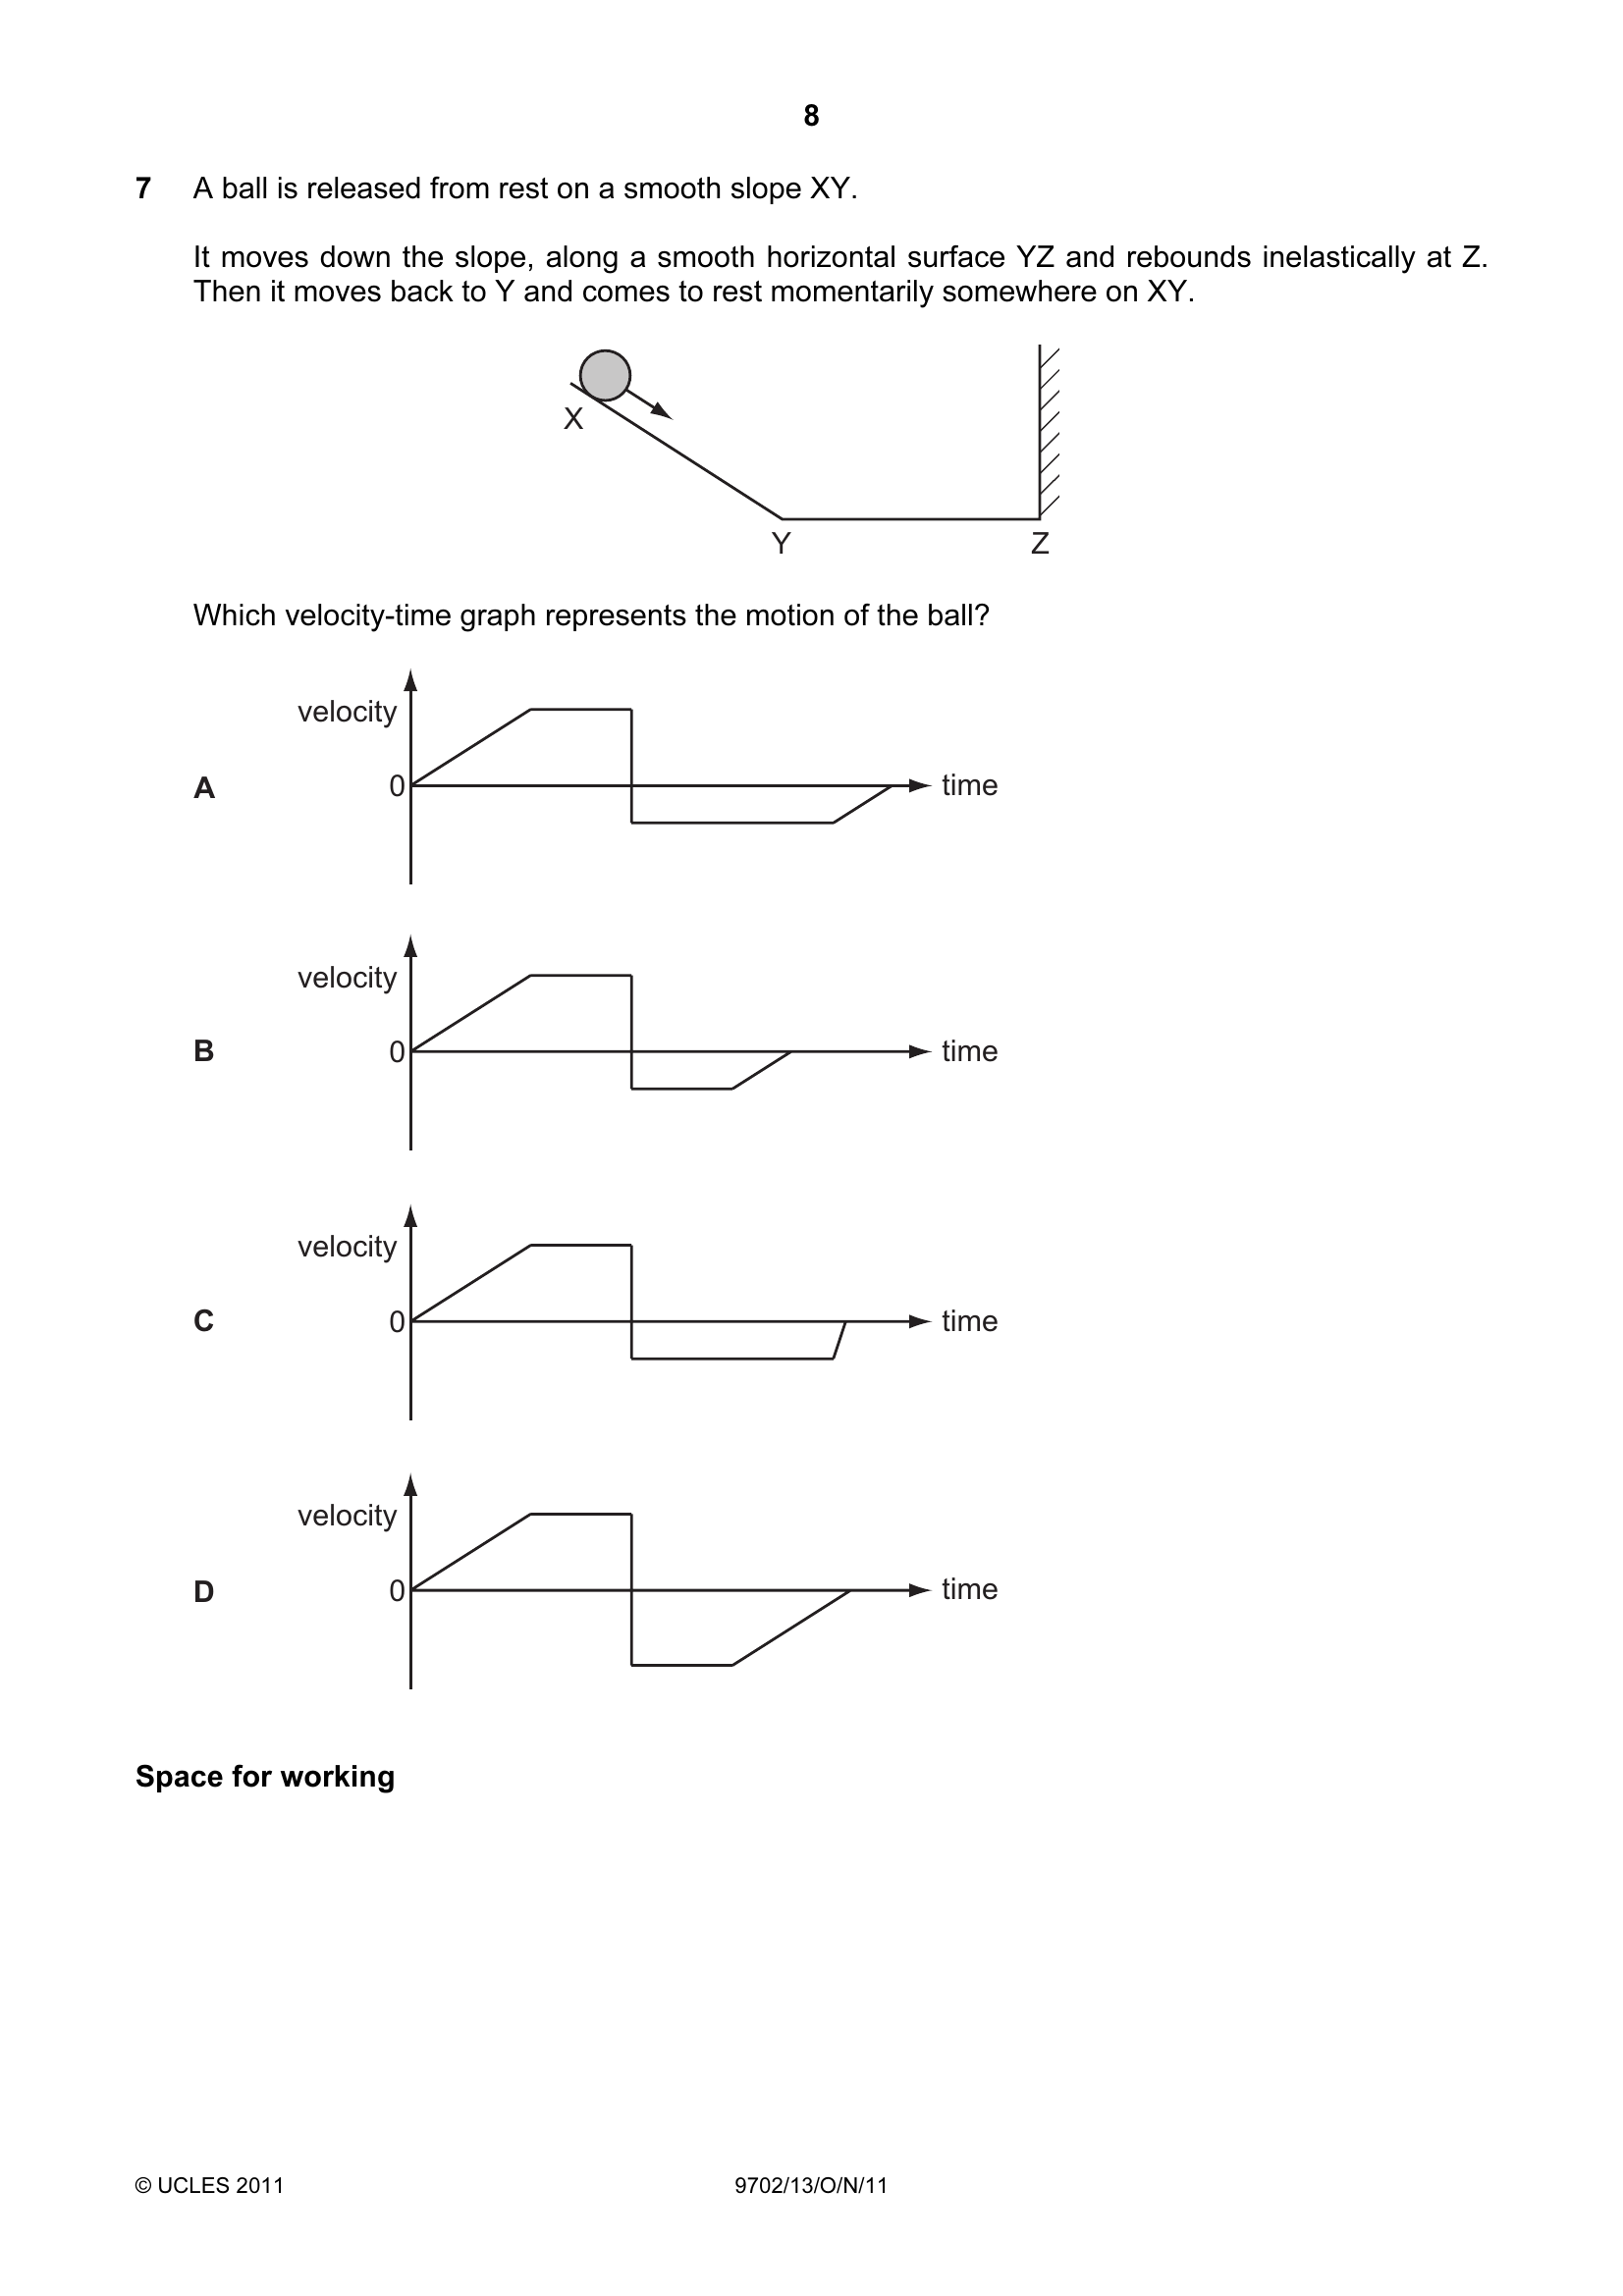 8
7 A ball is released from rest on a smooth slope XY.
It moves down the slope, along a smooth horizontal surface YZ and rebounds inelastically at Z.
Then it moves back to Y and comes to rest momentarily somewhere on XY.
X
Y
Z
Which velocity-time graph represents the motion of the ball?
velocity
A
0
time
velocity
B
0
time
velocity
C
0
time
velocity
D
0
time
Space for working
© UCLES 2011
9702/13/O/N/11